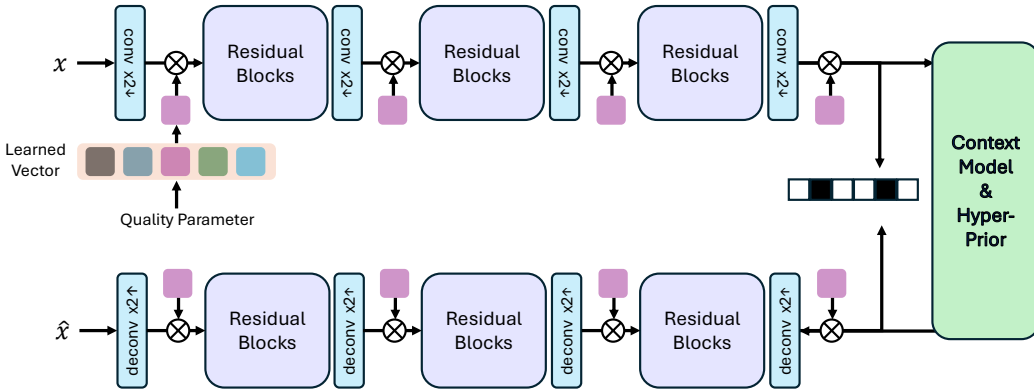 x
conv x2↓
Residual
Blocks
conv x2↓
Residual
Blocks
conv x2↓
Residual
Blocks
conv x2↓
Learned
Vector
Quality Parameter
Context
Model
&
Hyper-
Prior
x̂
deconv x2↑
Residual
Blocks
deconv x2↑
Residual
Blocks
deconv x2↑
Residual
Blocks
deconv x2↑